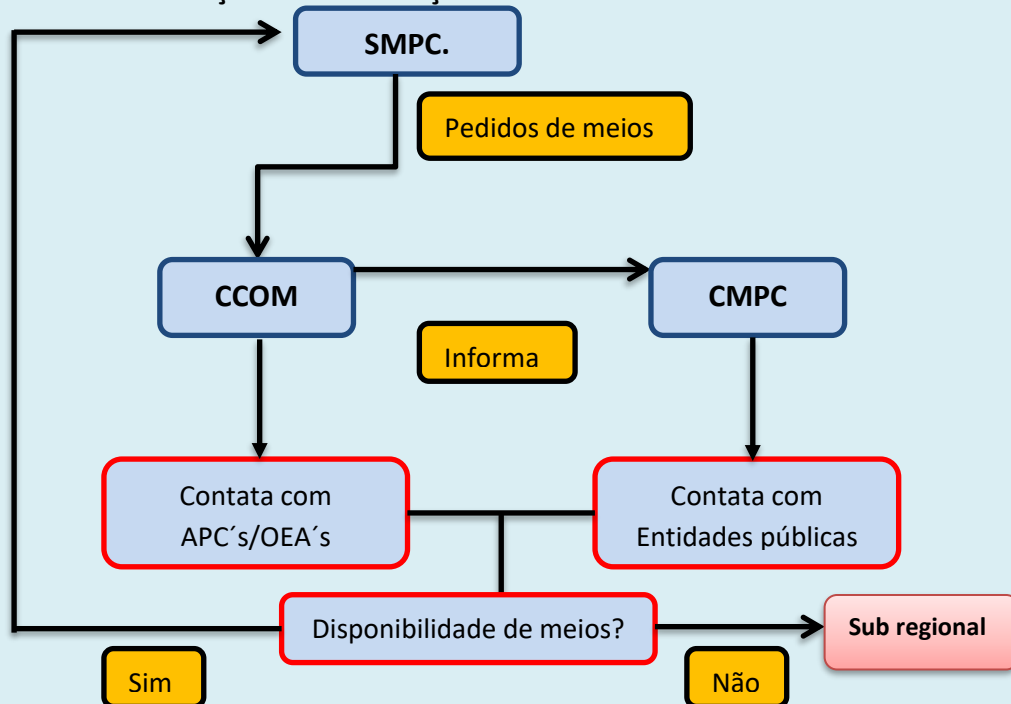 SMPC.
Pedidos de meios
CCOM
CMPC
Informa
Contata com
APC´s/OEA´s
Contata com
Entidades públicas
Disponibilidade de meios?
Sub regional
Sim
Não